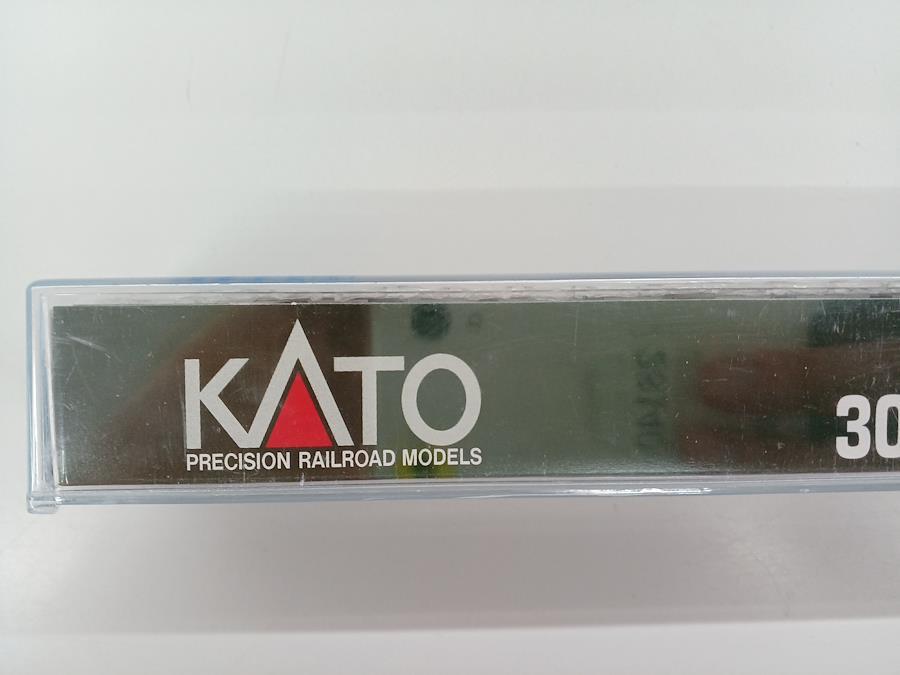 KATO
PRECISION RAILROAD MODELS
30